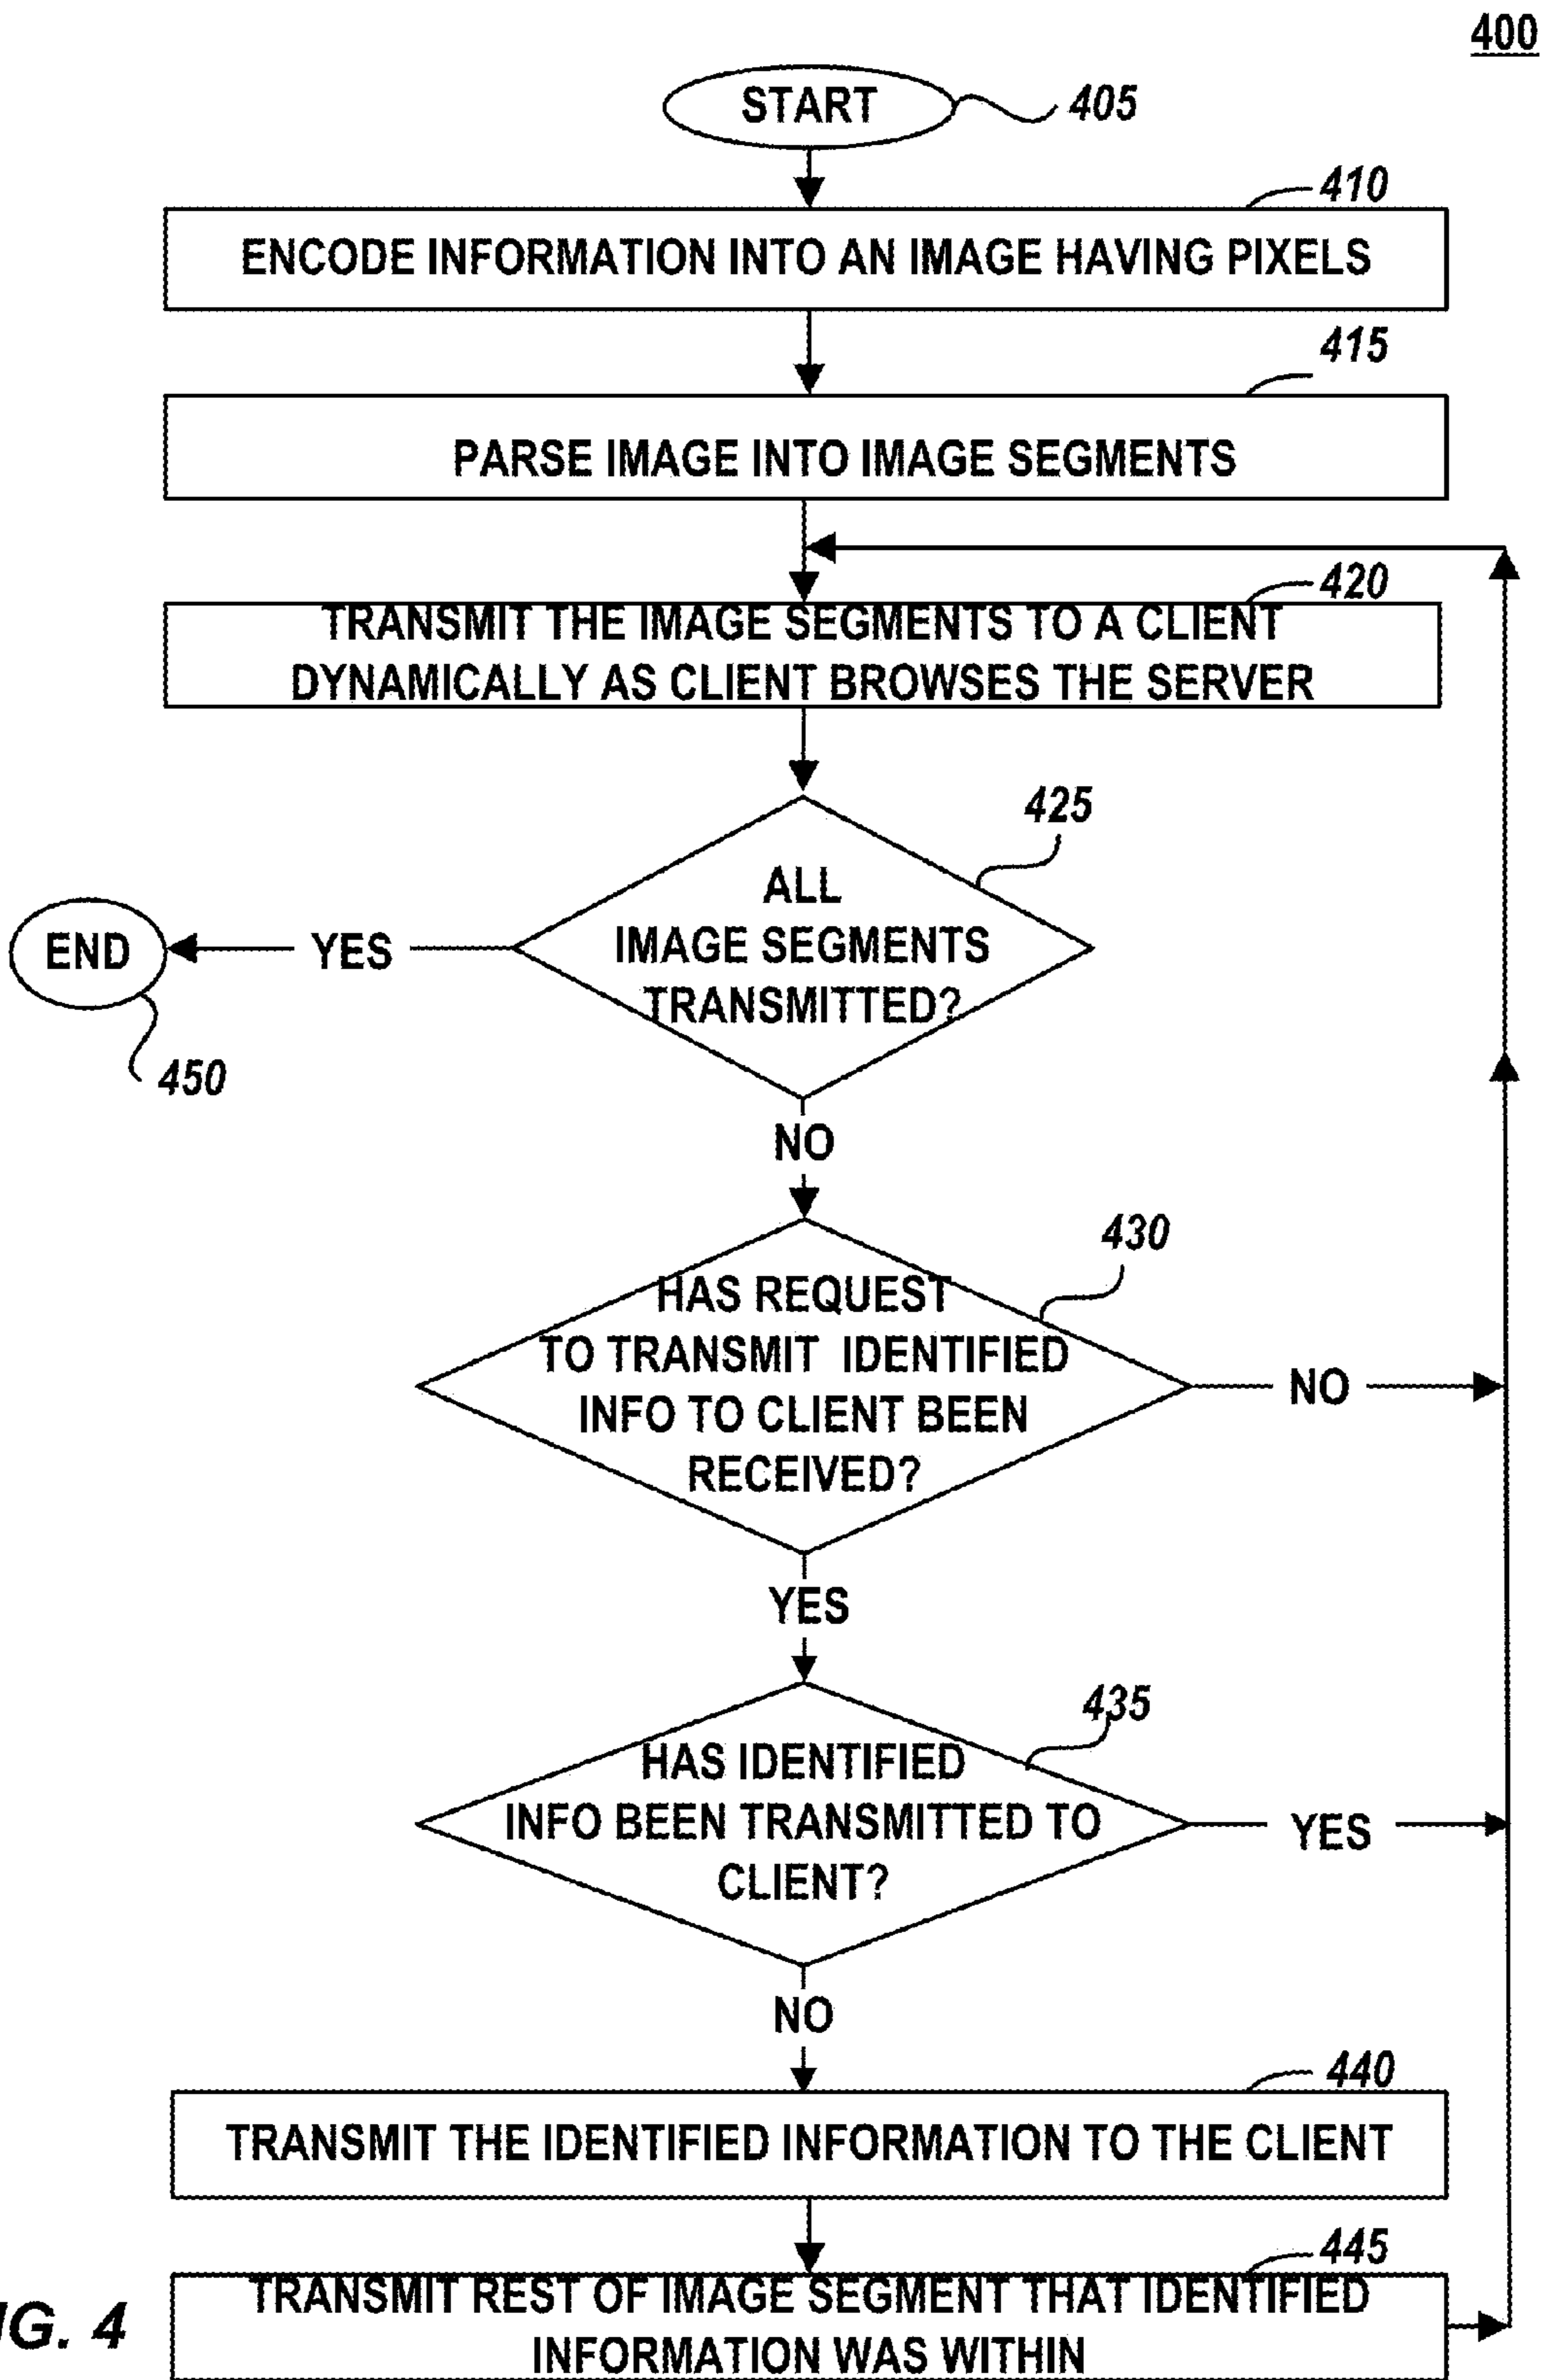 400
START
405
410
ENCODE INFORMATION INTO AN IMAGE HAVING PIXELS
415
PARSE IMAGE INTO IMAGE SEGMENTS
420
TRANSMIT THE IMAGE SEGMENTS TO A CLIENT
DYNAMICALLY AS CLIENT BROWSES THE SERVER
425
ALL
IMAGE SEGMENTS
TRANSMITTED?
YES
END
450
NO
430
HAS REQUEST
TO TRANSMIT IDENTIFIED
INFO TO CLIENT BEEN
RECEIVED?
NO
YES
435
HAS IDENTIFIED
INFO BEEN TRANSMITTED TO
CLIENT?
YES
NO
440
TRANSMIT THE IDENTIFIED INFORMATION TO THE CLIENT
445
TRANSMIT REST OF IMAGE SEGMENT THAT IDENTIFIED
INFORMATION WAS WITHIN
IG. 4